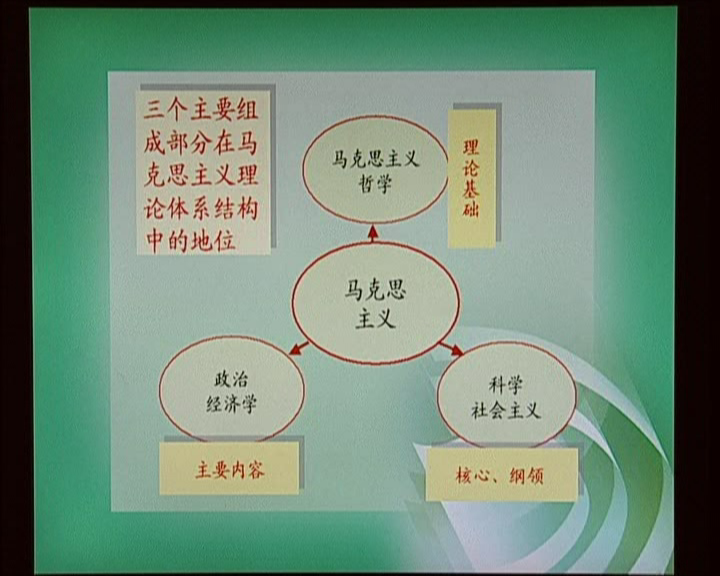 三个主要组
成部分在马
克思主义理
论体系结构
中的地位
马克思主义
哲学
理论基础
马克思
主义
政治
经济学
主要内容
科学
社会主义
核心、纲领